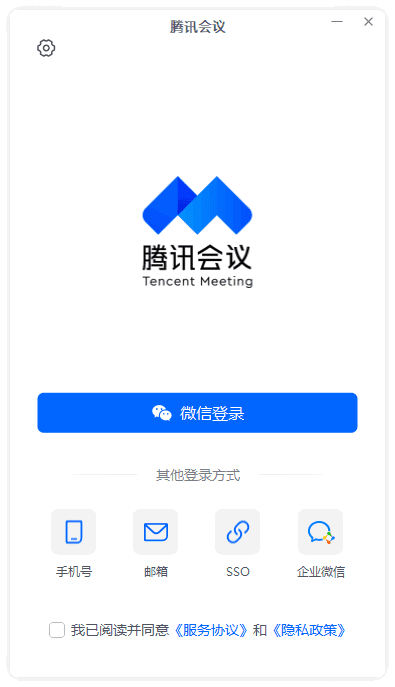 腾讯会议
腾讯会议
Tencent Meeting
微信登录
其他登录方式
手机号 邮箱 SSO 企业微信
我已阅读并同意《服务协议》和《隐私政策》